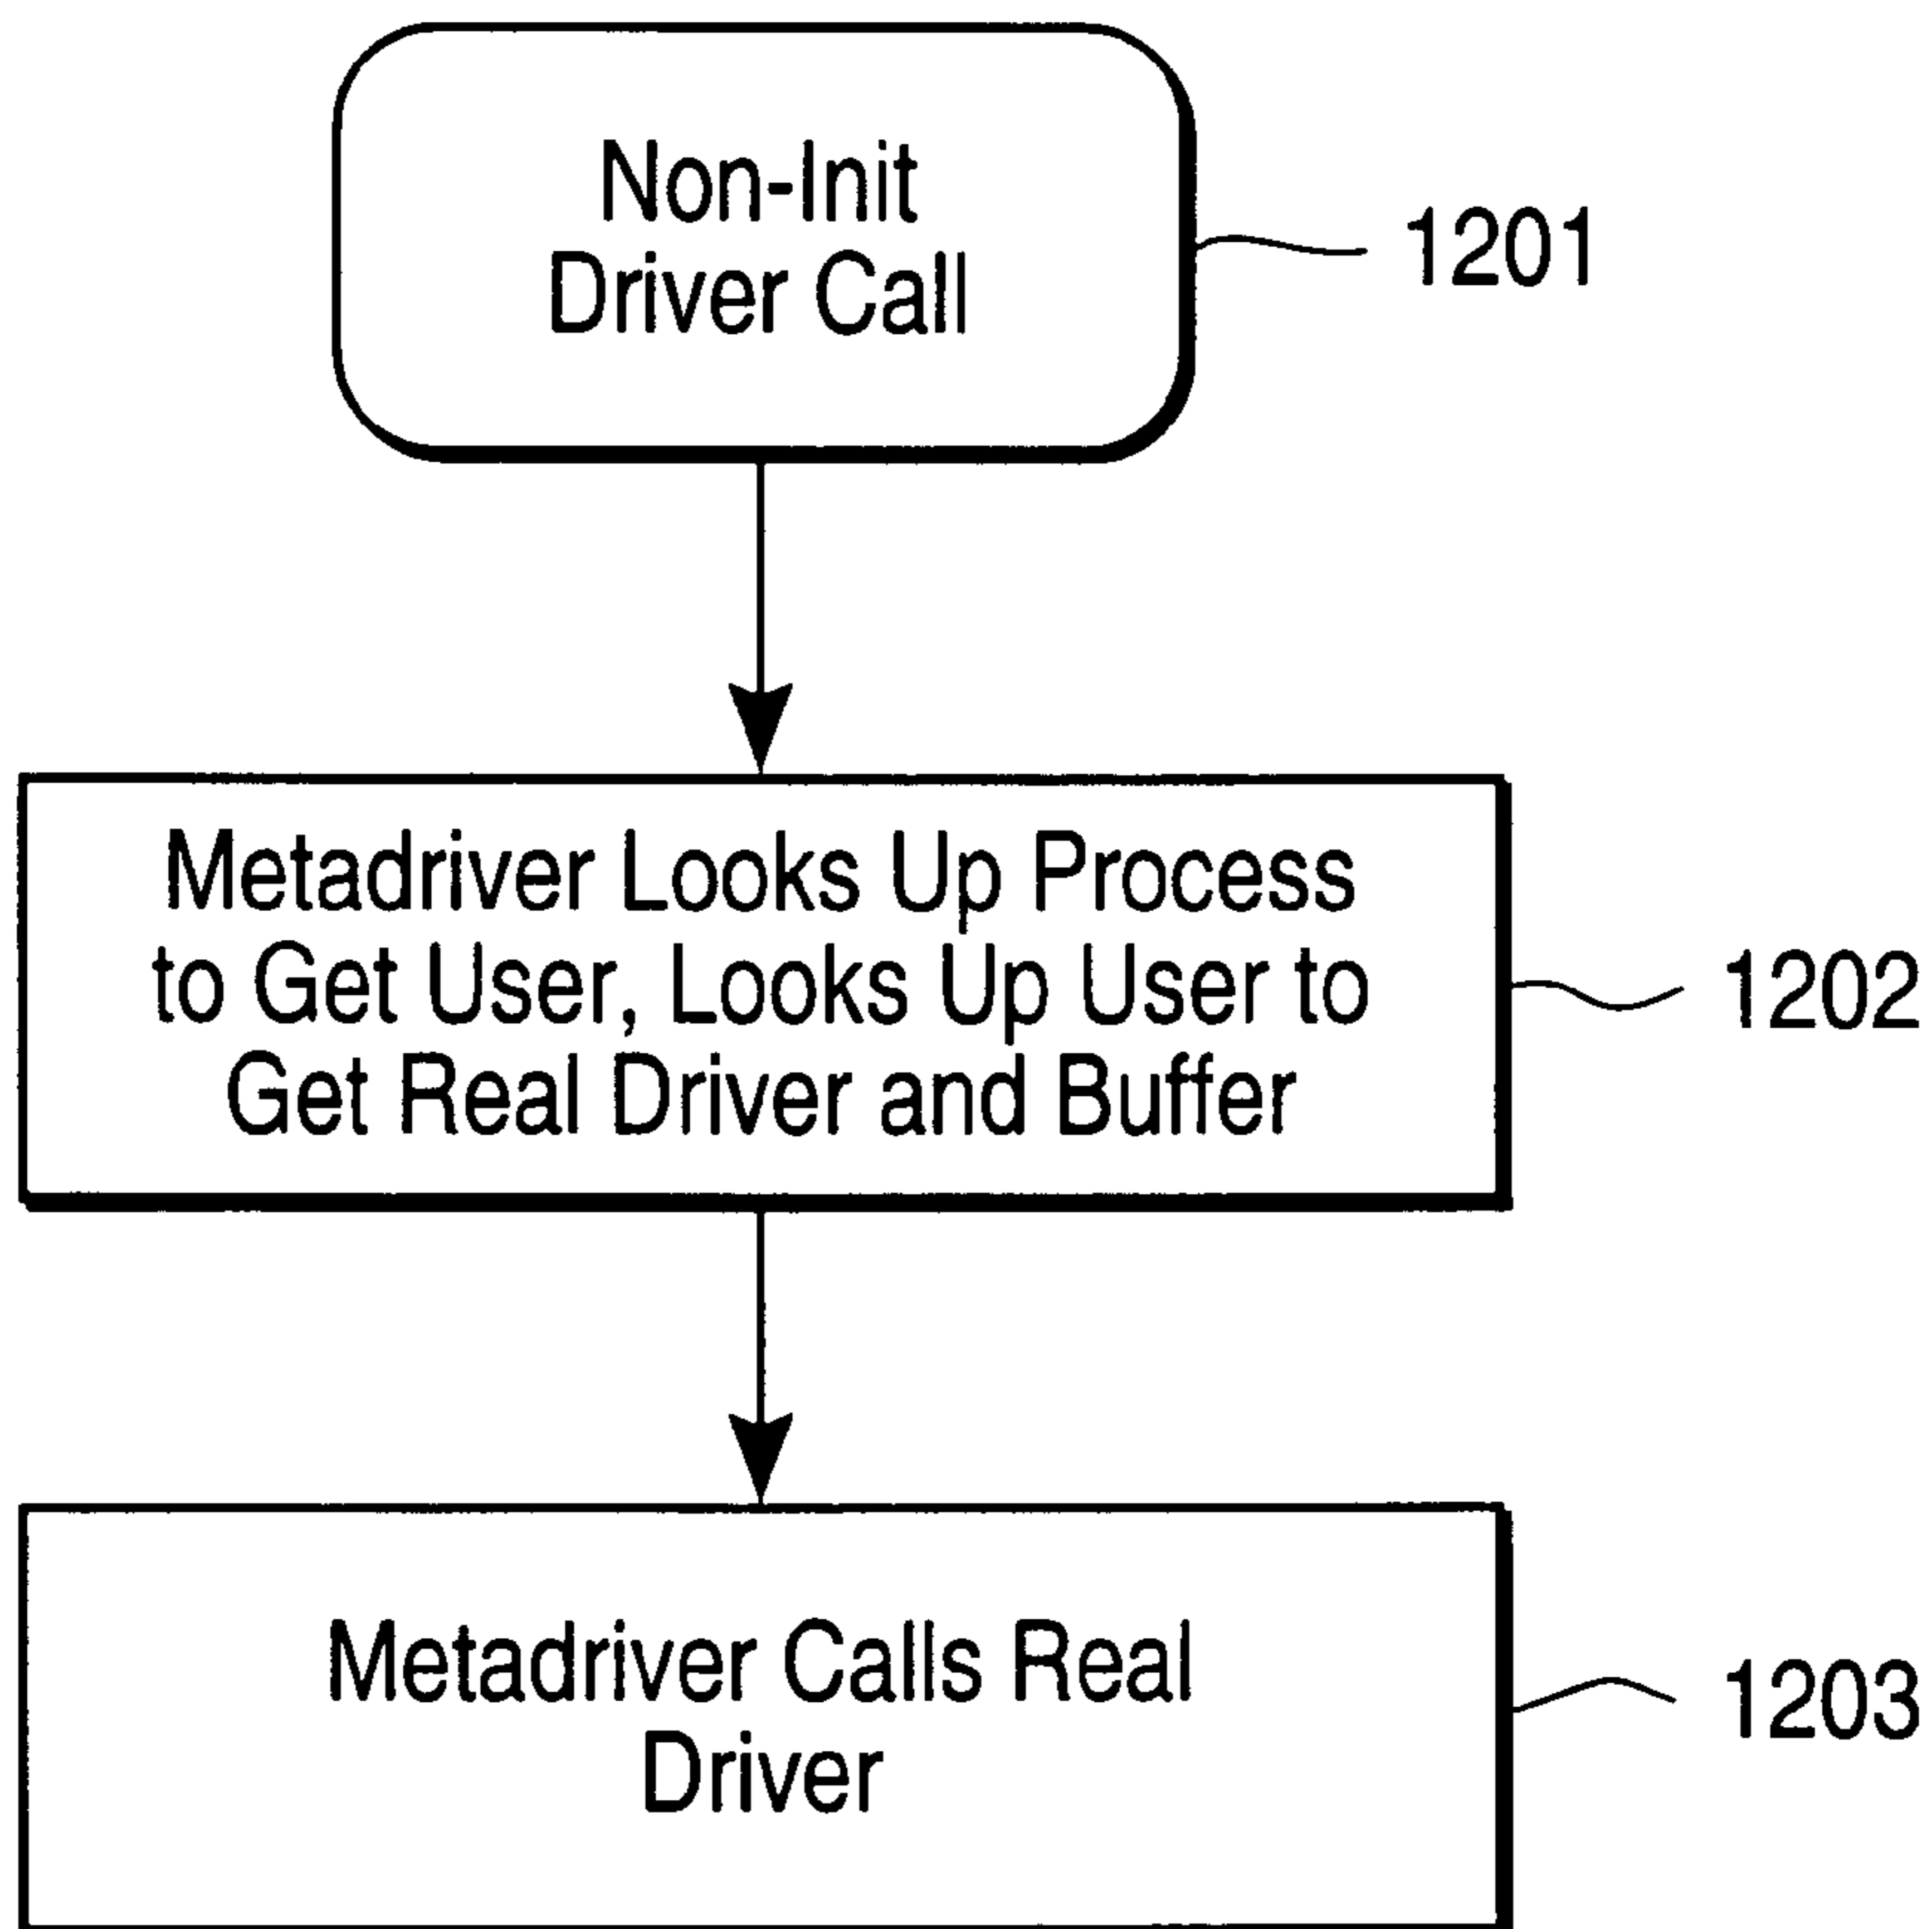 Non-Init
Driver Call
1201
Metadriver Looks Up Process
to Get User, Looks Up User to
Get Real Driver and Buffer
1202
Metadriver Calls Real
Driver
1203